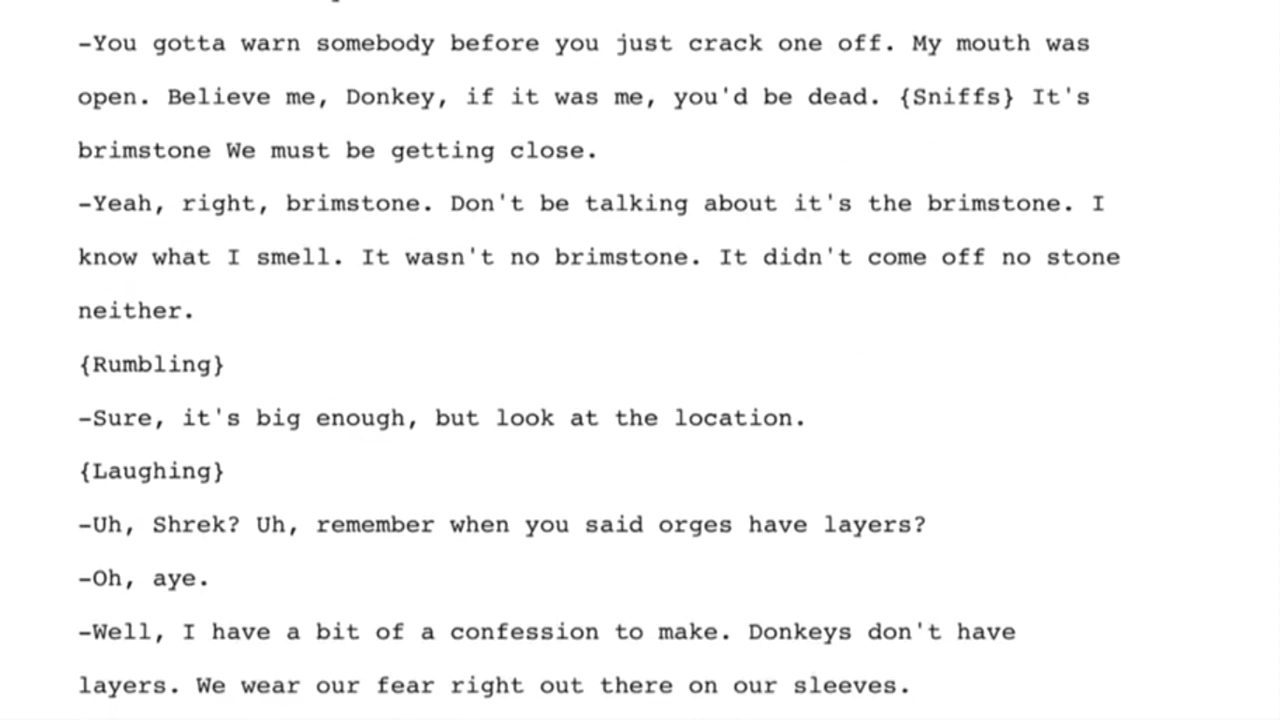 -You gotta warn somebody before you just crack one off. My mouth was
open. Believe me, Donkey, if it was me, you'd be dead. {Sniffs} It's
brimstone We must be getting close.
-Yeah, right, brimstone. Don't be talking about it's the brimstone. I
know what I smell. It wasn't no brimstone. It didn't come off no stone
neither.
{Rumbling}
-Sure, it's big enough, but look at the location.
{Laughing}
-Uh, Shrek? Uh, remember when you said orges have layers?
-Oh, aye.
-Well, I have a bit of a confession to make. Donkeys don't have
layers. We wear our fear right out there on our sleeves.